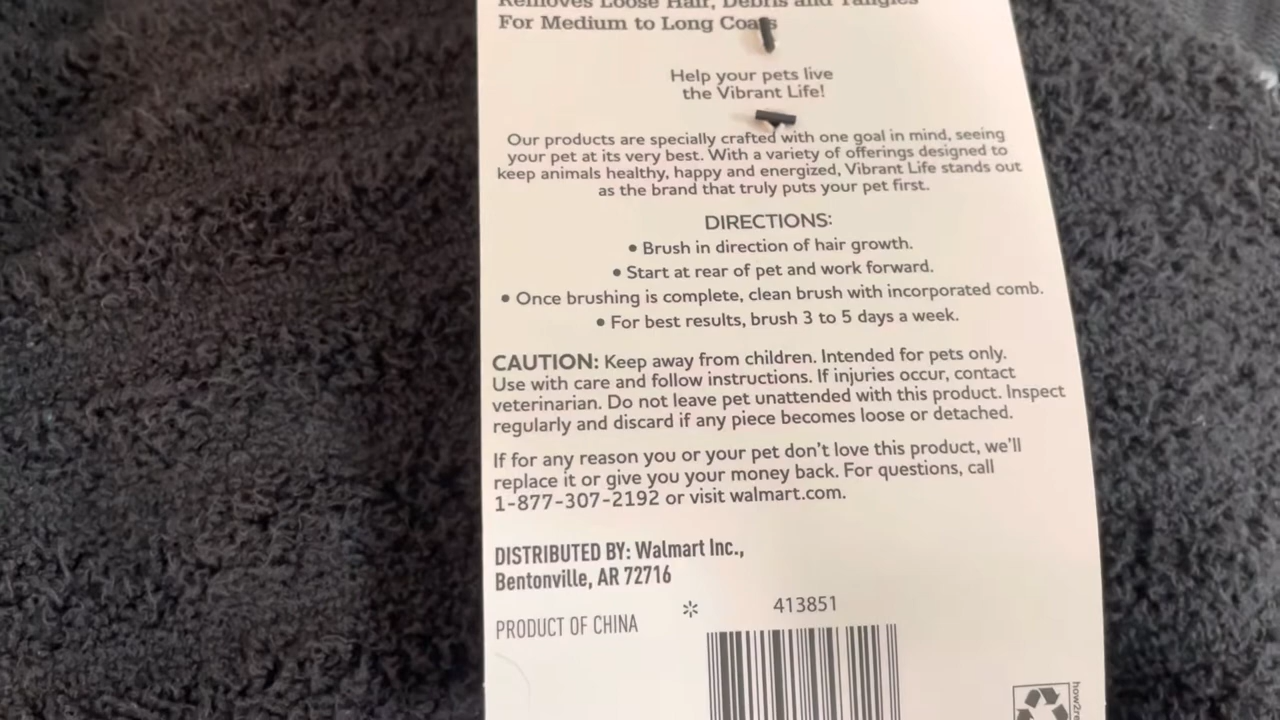 Removes Loose Hair, Debris and Tangles
For Medium to Long Coats
Help your pets live
the Vibrant Life!
Our products are specially crafted with one goal in mind, seeing
your pet at its very best. With a variety of offerings designed to
keep animals healthy, happy and energized, Vibrant Life stands out
as the brand that truly puts your pet first.
DIRECTIONS:
• Brush in direction of hair growth.
• Start at rear of pet and work forward.
• Once brushing is complete, clean brush with incorporated comb.
• For best results, brush 3 to 5 days a week.
CAUTION: Keep away from children. Intended for pets only.
Use with care and follow instructions. If injuries occur, contact
veterinarian. Do not leave pet unattended with this product. Inspect
regularly and discard if any piece becomes loose or detached.
If for any reason you or your pet don't love this product, we'll
replace it or give you your money back. For questions, call
1-877-307-2192 or visit walmart.com.
DISTRIBUTED BY: Walmart Inc.,
Bentonville, AR 72716
413851
PRODUCT OF CHINA